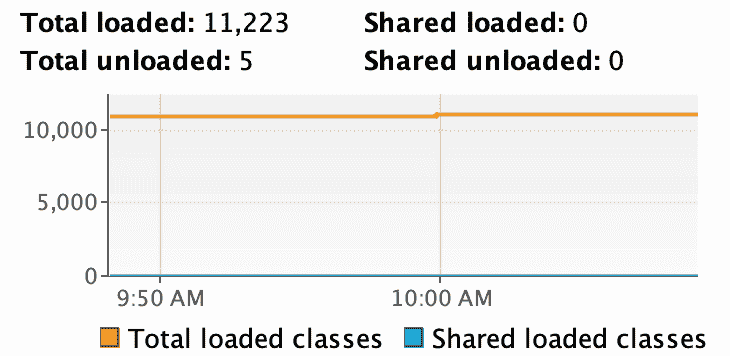 Total loaded: 11,223 Shared loaded: 0
Total unloaded: 5 Shared unloaded: 0
10,000
5,000
0
9:50 AM 10:00 AM
Total loaded classes Shared loaded classes